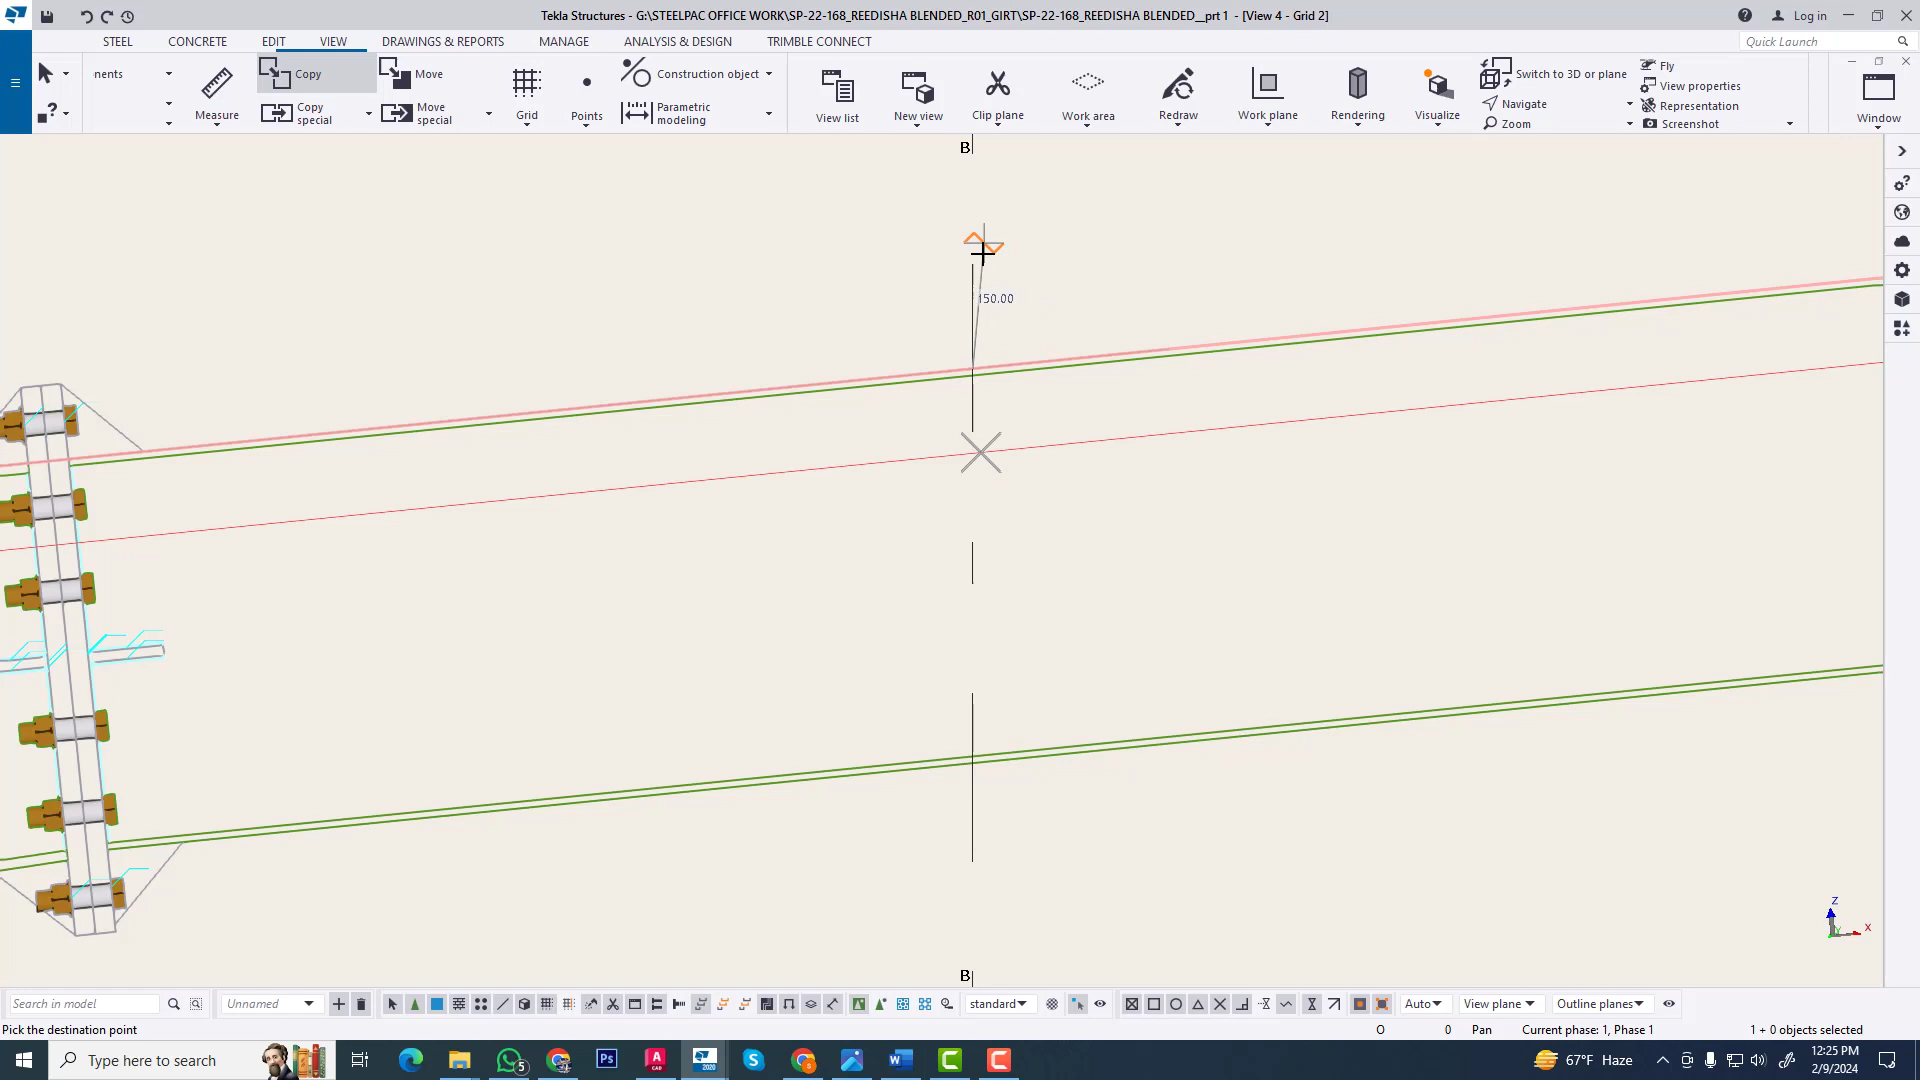 Tekla Structures - G:\STEELPAC OFFICE WORK\SP-22-168_REEDISHA BLENDED_R01_GIRT\SP-22-168_REEDISHA BLENDED__prt 1 - [View 4 - Grid 2]
Log in
STEEL CONCRETE EDIT VIEW DRAWINGS & REPORTS MANAGE ANALYSIS & DESIGN TRIMBLE CONNECT
Quick Launch
nents
Measure
Copy
Copy special
Move
Move special
Grid
Points
Construction object
Parametric modeling
View list
New view
Clip plane
Work area
Redraw
Work plane
Rendering
Visualize
Switch to 3D or plane
Navigate
Zoom
Fly
View properties
Representation
Screenshot
Window
B
150.00
B
Z
X
Y
Search in model
Unnamed
standard
Auto
View plane
Outline planes
Pick the destination point
O 0 Pan Current phase: 1, Phase 1 1 + 0 objects selected
Type here to search
5
Ps
A
CAD
2020
67°F Haze
12:25 PM
2/9/2024